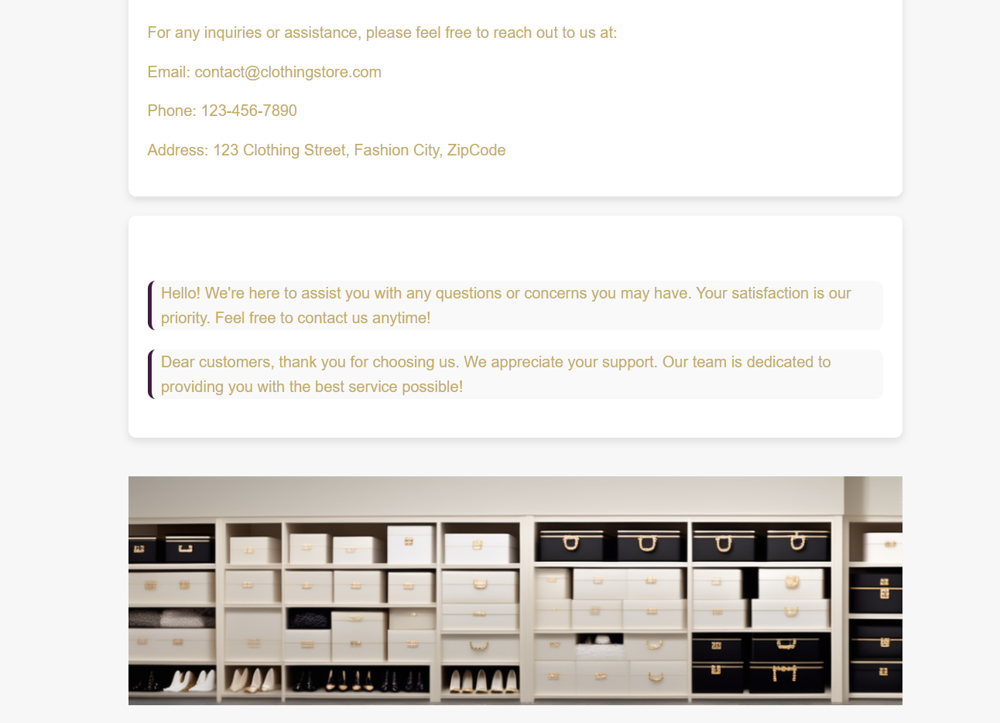 For any inquiries or assistance, please feel free to reach out to us at:
Email: contact@clothingstore.com
Phone: 123-456-7890
Address: 123 Clothing Street, Fashion City, ZipCode
Hello! We're here to assist you with any questions or concerns you may have. Your satisfaction is our
priority. Feel free to contact us anytime!
Dear customers, thank you for choosing us. We appreciate your support. Our team is dedicated to
providing you with the best service possible!